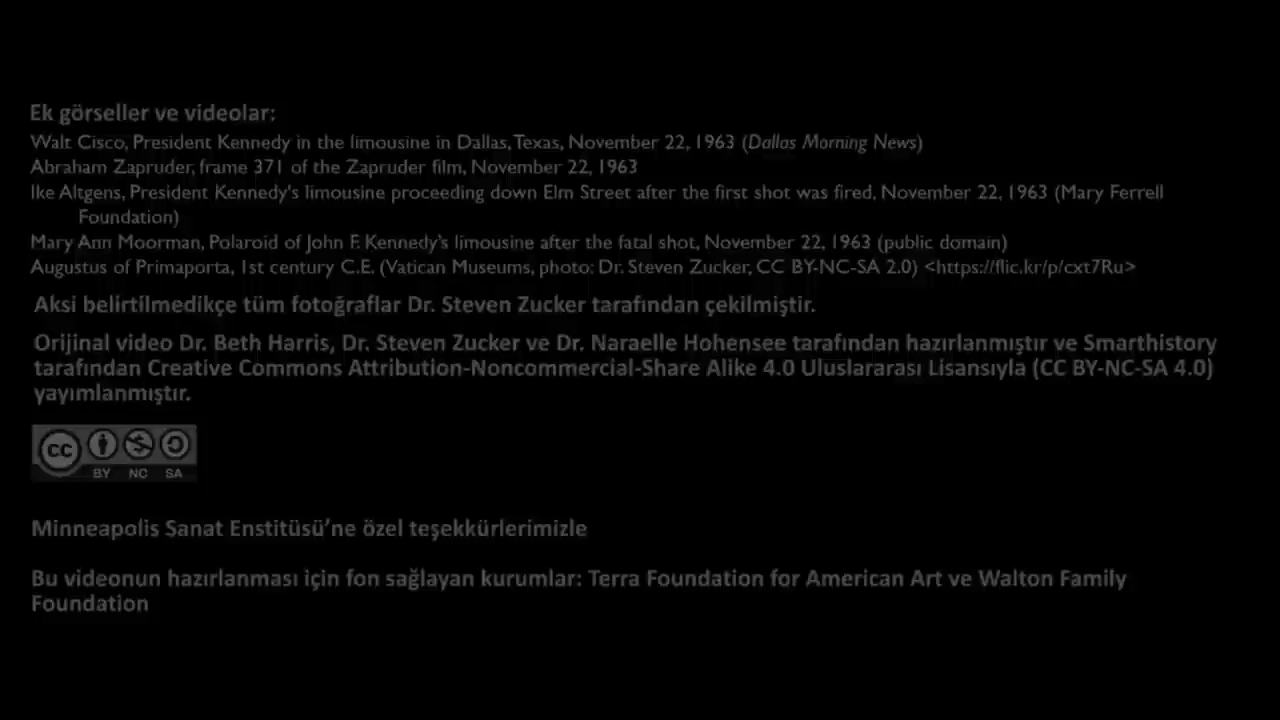 Ek görseller ve videolar:
Walt Cisco, President Kennedy in the limousine in Dallas, Texas, November 22, 1963 (Dallas Morning News)
Abraham Zapruder, frame 371 of the Zapruder film, November 22, 1963
Ike Altgens, President Kennedy's limousine proceeding down Elm Street after the first shot was fired, November 22, 1963 (Mary Ferrell
Foundation)
Mary Ann Moorman, Polaroid of John F. Kennedy's limousine after the fatal shot, November 22, 1963 (public domain)
Augustus of Primaporta, 1st century C.E. (Vatican Museums, photo: Dr. Steven Zucker, CC BY-NC-SA 2.0) <https://flic.kr/p/cxt7Ru>
Aksi belirtilmedikçe tüm fotoğraflar Dr. Steven Zucker tarafından çekilmiştir.
Orijinal video Dr. Beth Harris, Dr. Steven Zucker ve Dr. Naraelle Hohensee tarafından hazırlanmıştır ve Smarthistory
tarafından Creative Commons Attribution-Noncommercial-Share Alike 4.0 Uluslararası Lisansıyla (CC BY-NC-SA 4.0)
yayımlanmıştır.
cc BY NC SA
Minneapolis Sanat Enstitüsü’ne özel teşekkürlerimizle
Bu videonun hazırlanması için fon sağlayan kurumlar: Terra Foundation for American Art ve Walton Family
Foundation